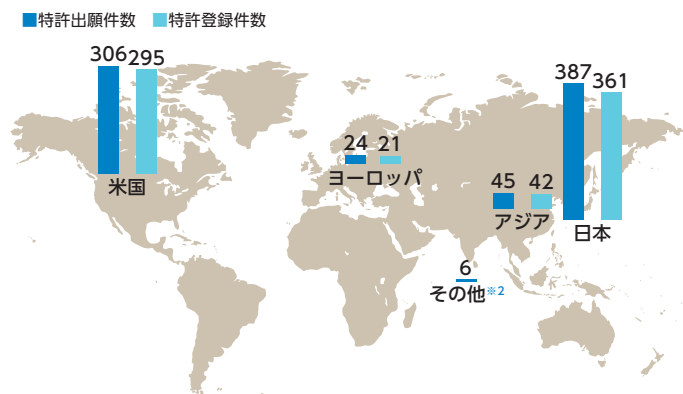 ■特許出願件数 ■特許登録件数
306 295
米国
24 21
ヨーロッパ
45 42
アジア
387 361
日本
6
その他※2